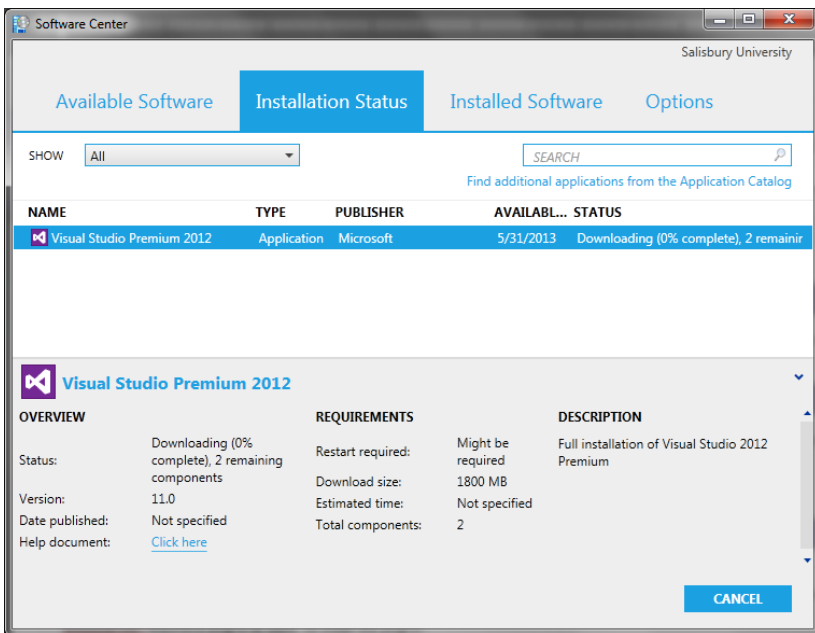 Software Center
Salisbury University
Available Software Installation Status Installed Software Options
SHOW All SEARCH
Find additional applications from the Application Catalog
NAME TYPE PUBLISHER AVAILABL... STATUS
Visual Studio Premium 2012 Application Microsoft 5/31/2013 Downloading (0% complete), 2 remainir
Visual Studio Premium 2012
OVERVIEW
Status: Downloading (0%
complete), 2 remaining
components
Version: 11.0
Date published: Not specified
Help document: Click here
REQUIREMENTS
Restart required: Might be
required
Download size: 1800 MB
Estimated time: Not specified
Total components: 2
DESCRIPTION
Full installation of Visual Studio 2012
Premium
CANCEL